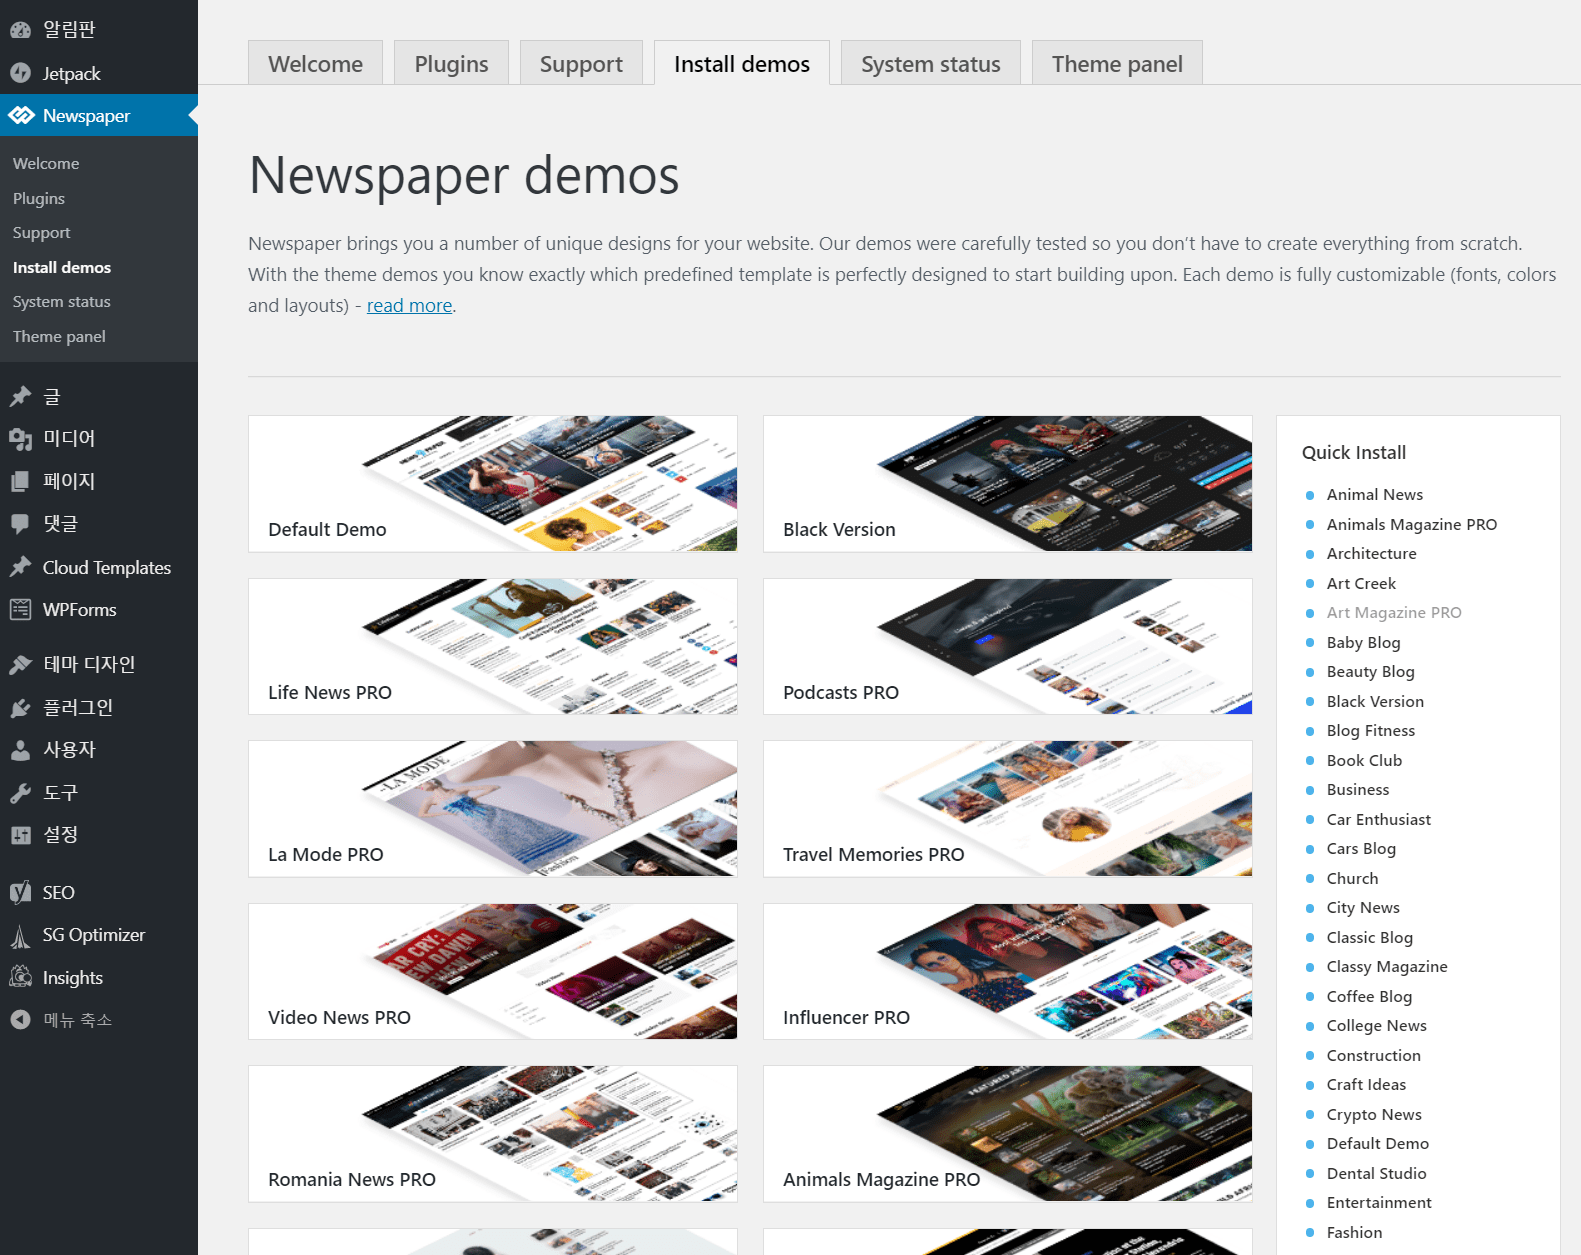 알림판
Jetpack
Newspaper
Welcome
Plugins
Support
Install demos
System status
Theme panel
글
미디어
페이지
댓글
Cloud Templates
WPForms
테마 디자인
플러그인
사용자
도구
설정
SEO
SG Optimizer
Insights
메뉴 축소
Welcome
Plugins
Support
Install demos
System status
Theme panel
Newspaper demos
Newspaper brings you a number of unique designs for your website. Our demos were carefully tested so you don’t have to create everything from scratch.
With the theme demos you know exactly which predefined template is perfectly designed to start building upon. Each demo is fully customizable (fonts, colors
and layouts) - read more.
Default Demo
Black Version
Life News PRO
Podcasts PRO
LA MODE
La Mode PRO
Fashion
Travel Memories PRO
Video News PRO
Influencer PRO
Romania News PRO
Animals Magazine PRO
Quick Install
Animal News
Animals Magazine PRO
Architecture
Art Creek
Art Magazine PRO
Baby Blog
Beauty Blog
Black Version
Blog Fitness
Book Club
Business
Car Enthusiast
Cars Blog
Church
City News
Classic Blog
Classy Magazine
Coffee Blog
College News
Construction
Craft Ideas
Crypto News
Default Demo
Dental Studio
Entertainment
Fashion